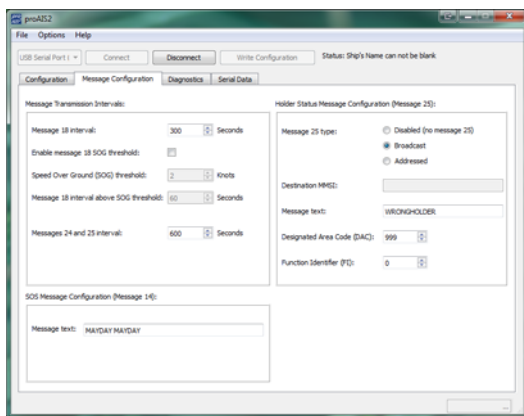 proAIS2
File Options Help
USB Serial Port ( Connect Disconnect Write Configuration Status: Ship's Name can not be blank
Configuration Message Configuration Diagnostics Serial Data
Message Transmission Intervals:
Message 18 interval: 300 Seconds
Enable message 18 SOG threshold:
Speed Over Ground (SOG) threshold: 2 Knots
Message 18 interval above SOG threshold: 60 Seconds
Messages 24 and 25 interval: 600 Seconds
Holder Status Message Configuration (Message 25):
Message 25 type: Disabled (no message 25)
Broadcast
Addressed
Destination MMSI:
Message text: WRONGHOLDER
Designated Area Code (DAC): 999
Function Identifier (FI): 0
SOS Message Configuration (Message 14):
Message text: MAYDAY MAYDAY
...